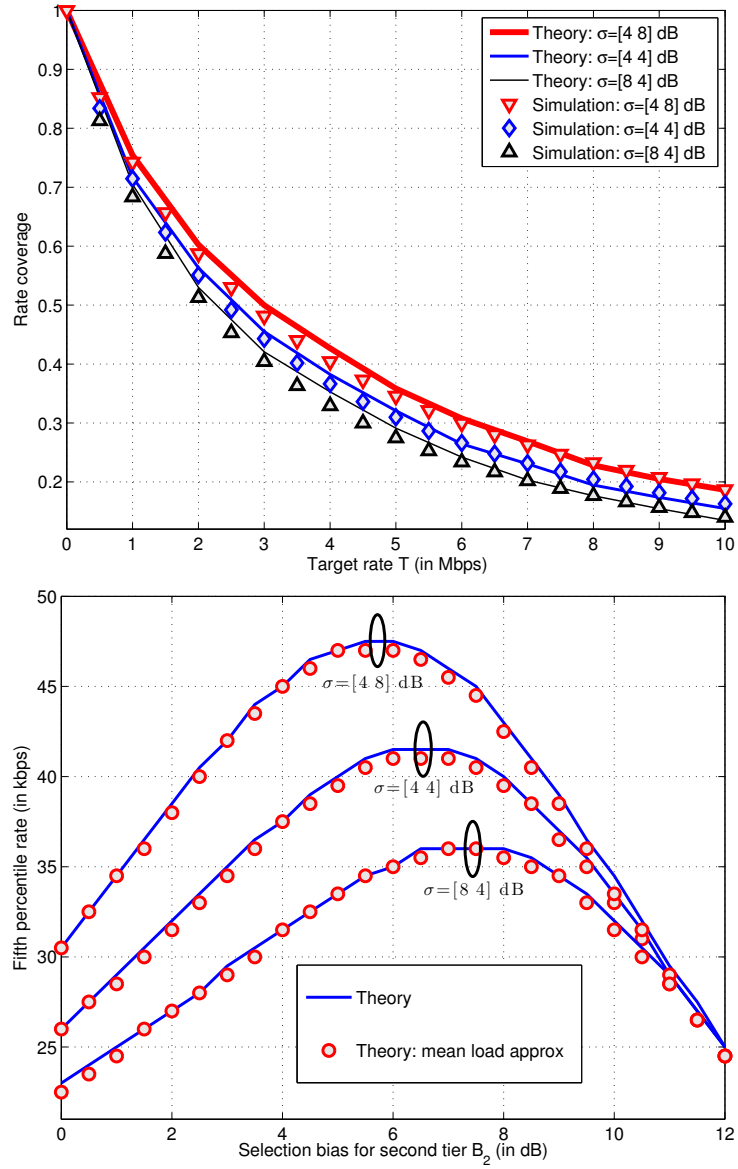 1
0.9
0.8
0.7
0.6
0.5
0.4
0.3
0.2
Rate coverage
Theory: σ=[4 8] dB
Theory: σ=[4 4] dB
Theory: σ=[8 4] dB
Simulation: σ=[4 8] dB
Simulation: σ=[4 4] dB
Simulation: σ=[8 4] dB
0 1 2 3 4 5 6 7 8 9 10
Target rate T (in Mbps)
50
45
40
35
30
25
Fifth percentile rate (in kbps)
σ=[4 8] dB
σ=[4 4] dB
σ=[8 4] dB
Theory
Theory: mean load approx
0 2 4 6 8 10 12
Selection bias for second tier B2 (in dB)